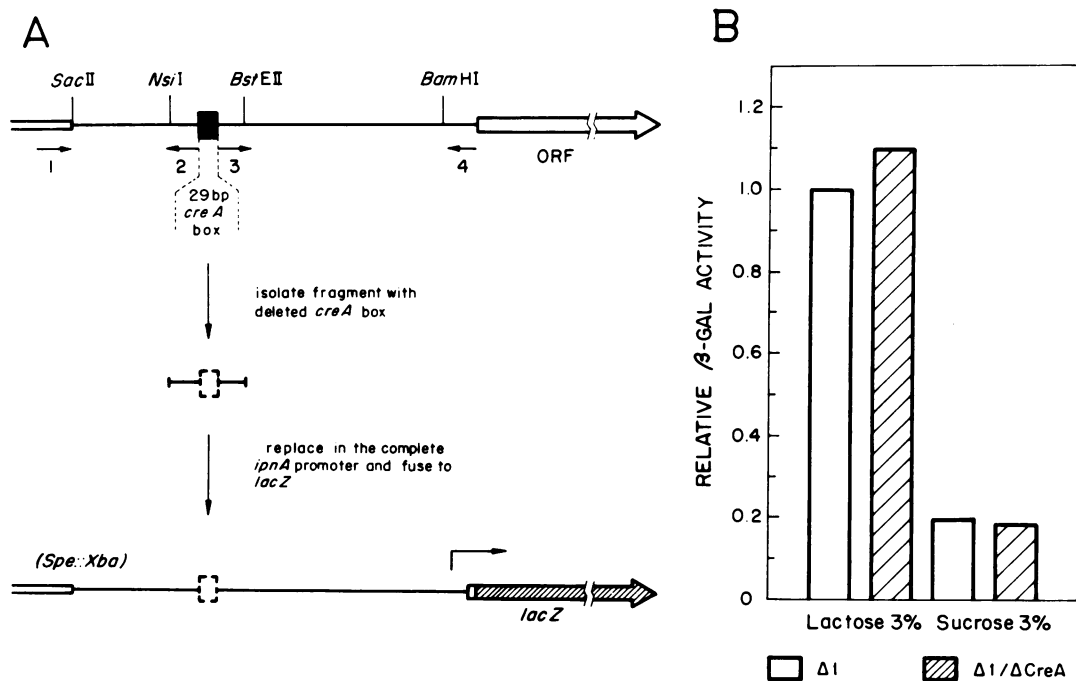 A
SacII NsiI BstEII BamHI
1 2 3 4 ORF
29bp
creA
box
isolate fragment with
deleted creA box
replace in the complete
ipnA promoter and fuse to
lacZ
(Spe::Xba)
lacZ
B
RELATIVE β-GAL ACTIVITY
1.2
1.0
0.8
0.6
0.4
0.2
0
Lactose 3% Sucrose 3%
Δ1 Δ1/ΔCreA